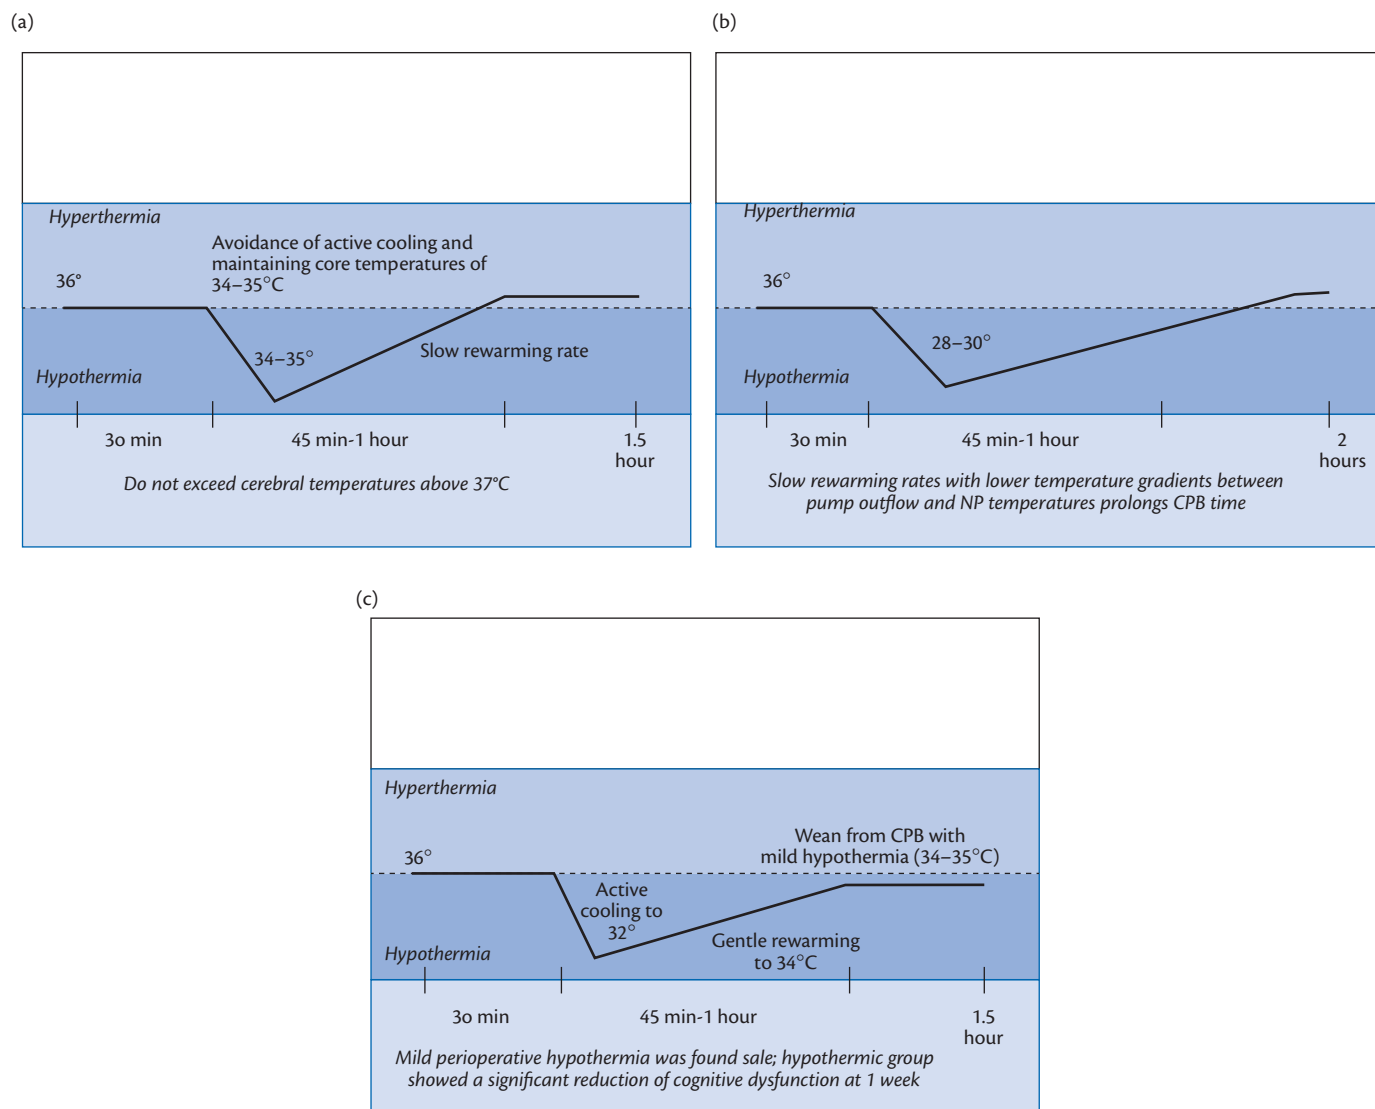 (a)
Hyperthermia
Avoidance of active cooling and
maintaining core temperatures of
34–35°C
36°
34–35°
Slow rewarming rate
Hypothermia
3o min
45 min-1 hour
1.5
hour
Do not exceed cerebral temperatures above 37°C
(b)
Hyperthermia
36°
28–30°
Hypothermia
3o min
45 min-1 hour
2
hours
Slow rewarming rates with lower temperature gradients between
pump outflow and NP temperatures prolongs CPB time
(c)
Hyperthermia
Wean from CPB with
mild hypothermia (34–35°C)
36°
Active
cooling to
32°
Gentle rewarming
to 34°C
Hypothermia
3o min
45 min-1 hour
1.5
hour
Mild perioperative hypothermia was found sale; hypothermic group
showed a significant reduction of cognitive dysfunction at 1 week